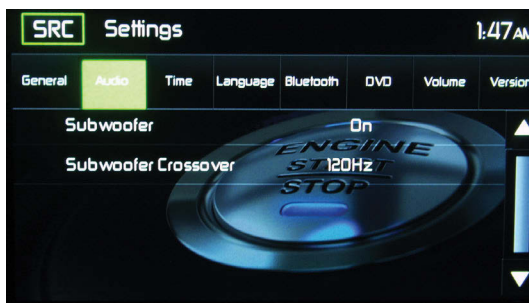 SRC Settings 1:47AM
General Audio Time Language Bluetooth DVD Volume Version
Subwoofer On
Subwoofer Crossover 120Hz
ENGINE
START
STOP